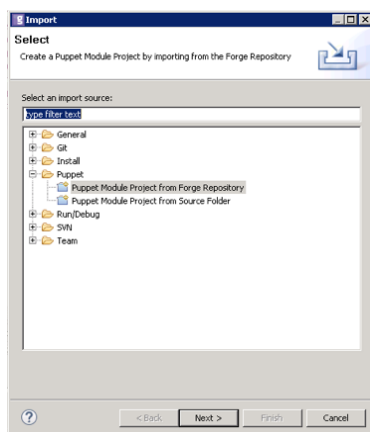 Import
Select
Create a Puppet Module Project by importing from the Forge Repository
Select an import source:
type filter text
General
Git
Install
Puppet
Puppet Module Project from Forge Repository
Puppet Module Project from Source Folder
Run/Debug
SVN
Team
?
< Back Next > Finish Cancel